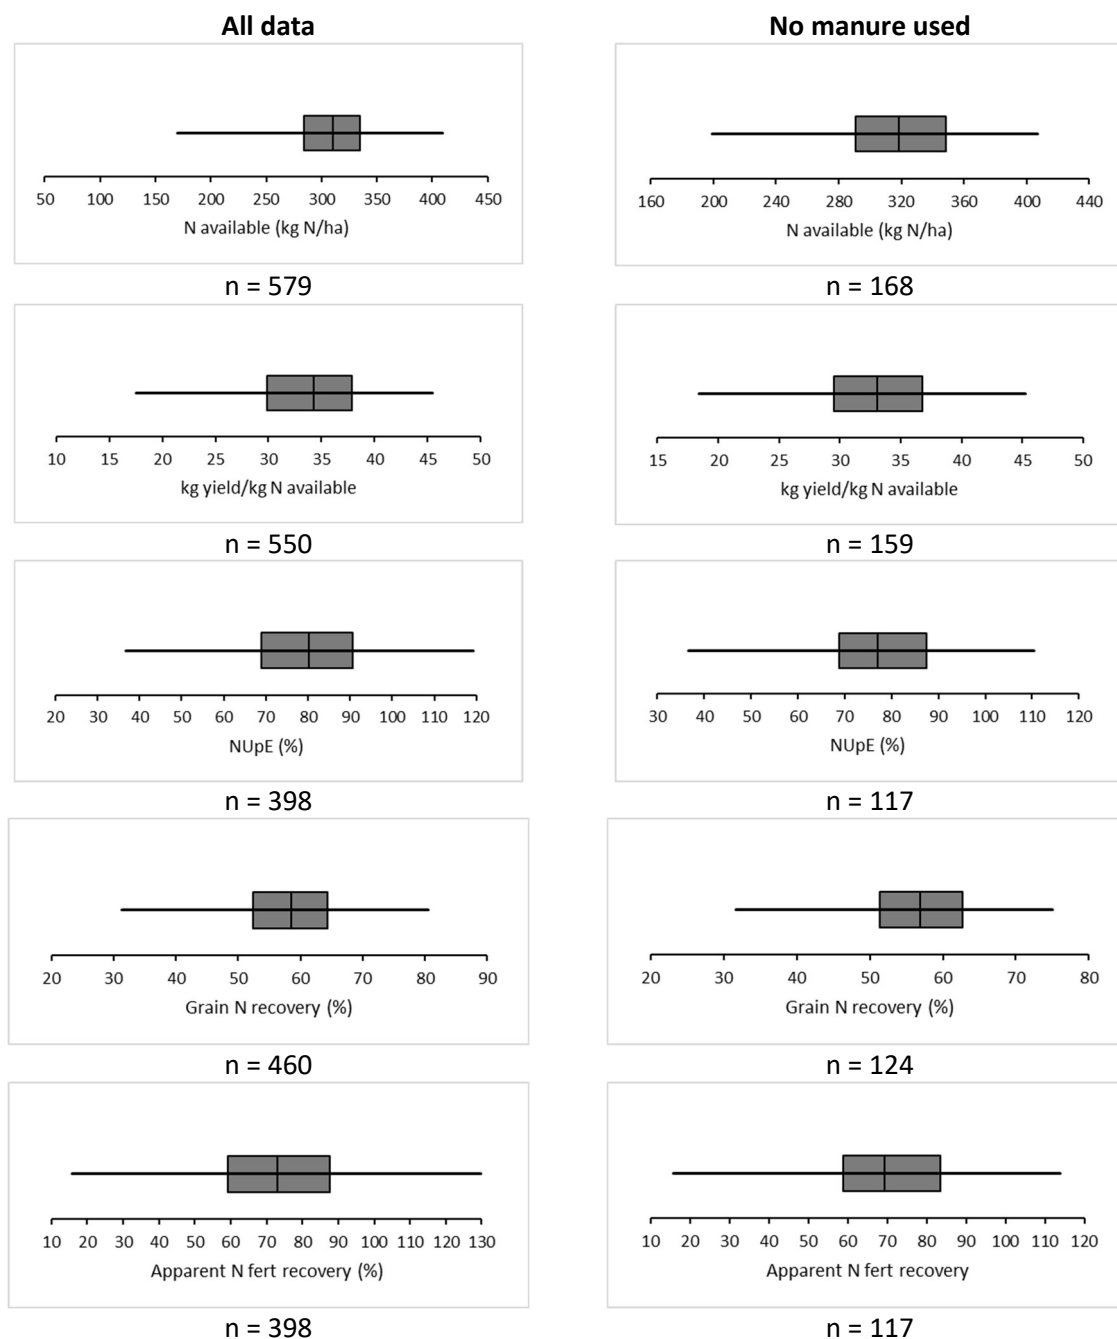 All data
No manure used
50 100 150 200 250 300 350 400 450
N available (kg N/ha)
160 200 240 280 320 360 400 440
N available (kg N/ha)
n = 579
n = 168
10 15 20 25 30 35 40 45 50
kg yield/kg N available
15 20 25 30 35 40 45 50
kg yield/kg N available
n = 550
n = 159
20 30 40 50 60 70 80 90 100 110 120
NUpE (%)
30 40 50 60 70 80 90 100 110 120
NUpE (%)
n = 398
n = 117
20 30 40 50 60 70 80 90
Grain N recovery (%)
20 30 40 50 60 70 80
Grain N recovery (%)
n = 460
n = 124
10 20 30 40 50 60 70 80 90 100 110 120 130
Apparent N fert recovery (%)
10 20 30 40 50 60 70 80 90 100 110 120
Apparent N fert recovery
n = 398
n = 117